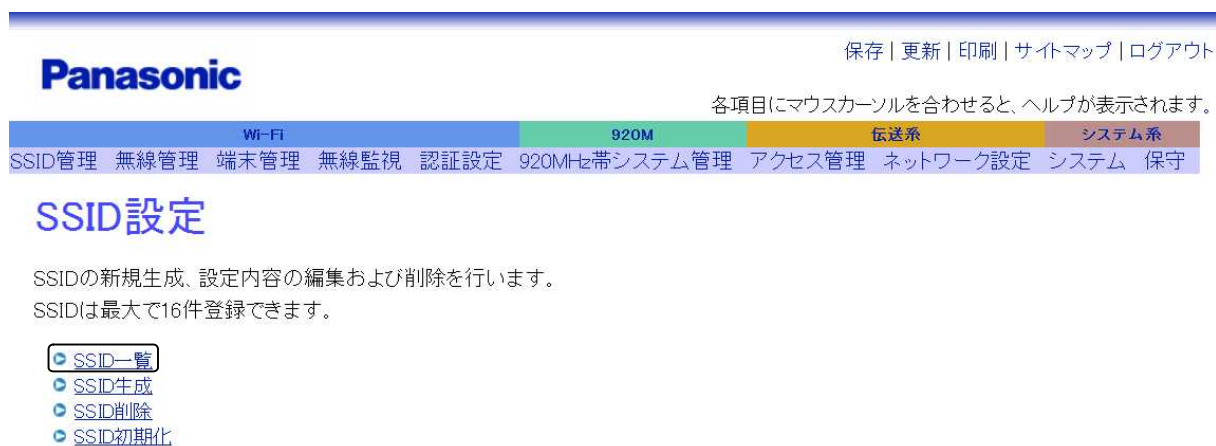 保存 | 更新 | 印刷 | サイトマップ | ログアウト
Panasonic
各項目にマウスカーソルを合わせると、ヘルプが表示されます。
Wi-Fi 920M 伝送系 システム系
SSID管理 無線管理 端末管理 無線監視 認証設定 920MHz帯システム管理 アクセス管理 ネットワーク設定 システム 保守
SSID設定
SSIDの新規生成、設定内容の編集および削除を行います。
SSIDは最大で16件登録できます。
SSID一覧
SSID生成
SSID削除
SSID初期化